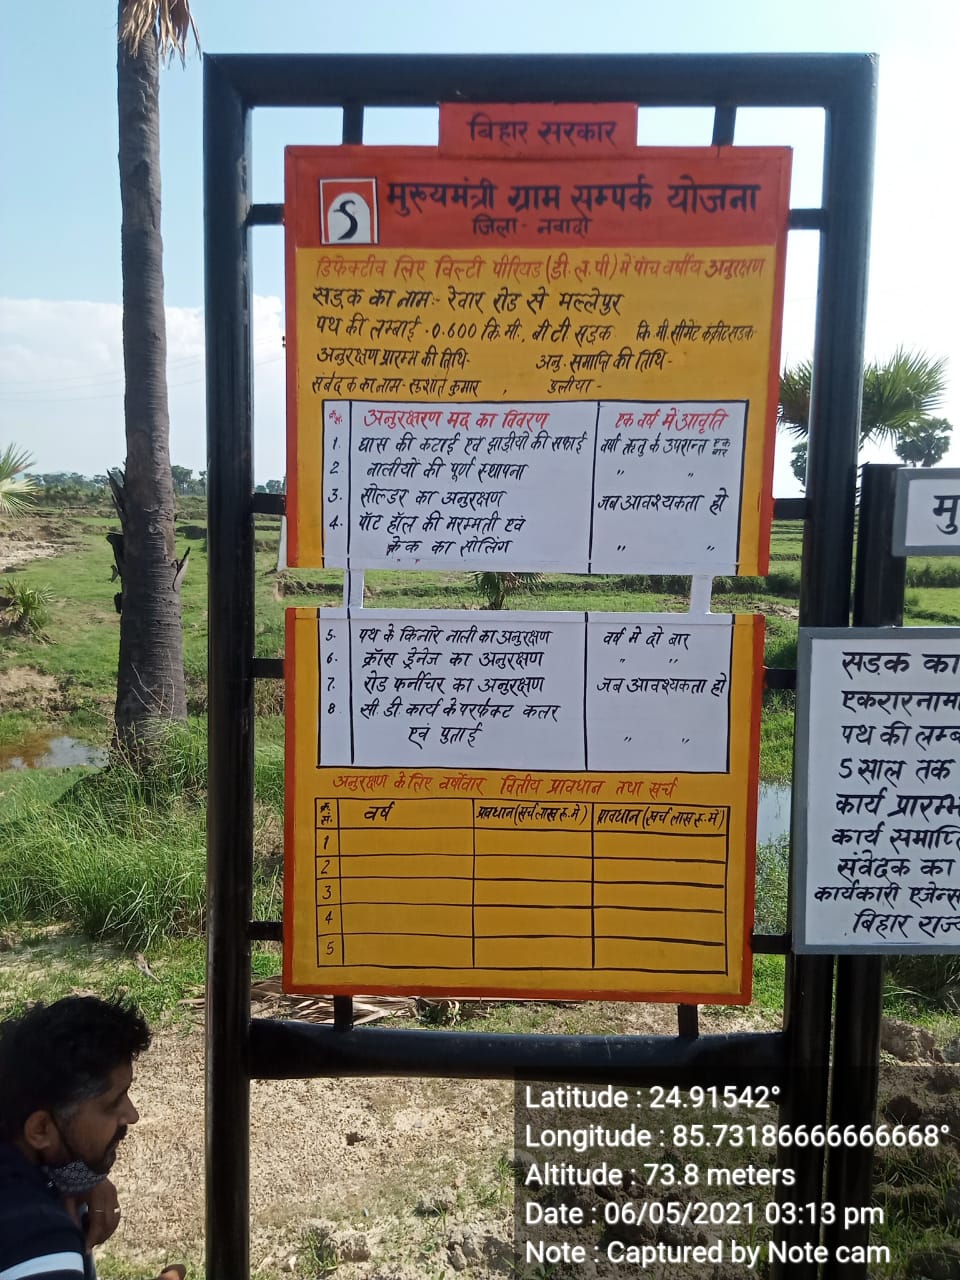 बिहार सरकार
मुख्यमंत्री ग्राम सम्पर्क योजना
जिला - नवादा
डिफेक्टीव लिए विल्टी पीरियड (डी. ल. पी) में पांच वर्षीय अनुरक्षण
सड़क का नाम:- रेवार रोड से मल्लेपुर
पथ की लम्बाई - 0.600 कि.मी., बी टी सड़क कि.मी. सीमेंट कंक्रीट सड़क-
अनुरक्षण प्रारम्भ की तिथि- अनु. समाप्ति की तिथि-
संवेदक का नाम- सुशांत कुमार , पुलीया -
क्र.सं. अनुरक्षरण मद का विवरण एक वर्ष में आवृति
1. घास की कटाई एवं झाड़ीयो की सफाई वर्षा ऋतु के उपरान्त एक बार
2 नालीयों की पूर्ण स्थापना " "
3. सोल्डर का अनुरक्षण जब आवश्यकता हो
4. पॉट हॉल की मरम्मती एवं
क्रेक का सीलिंग " "
5. पथ के किनारे नाली का अनुरक्षण वर्ष मे दो बार
6. क्रॉस ड्रेनेज का अनुरक्षण " "
7. रोड फर्नीचर का अनुरक्षण जब आवश्यकता हो
8 सी.डी. कार्य के परफेक्ट कलर
एवं पुताई " "
अनुरक्षण के लिए वर्षेवार वित्तीय प्रावधान तथा खर्च
क्र.सं. वर्ष प्रावधान (खर्च लाख रू. मे) प्रावधान (खर्च लाख रू. मे)
1
2
3
4
5
मु
सड़क का
एकरारनामा
पथ की लम्ब
5 साल तक
कार्य प्रारम्भ
कार्य समाप्ति
संवेदक का
कार्यकारी एजेन्स
बिहार राज्य
Latitude : 24.91542°
Longitude : 85.73186666666668°
Altitude : 73.8 meters
Date : 06/05/2021 03:13 pm
Note : Captured by Note cam